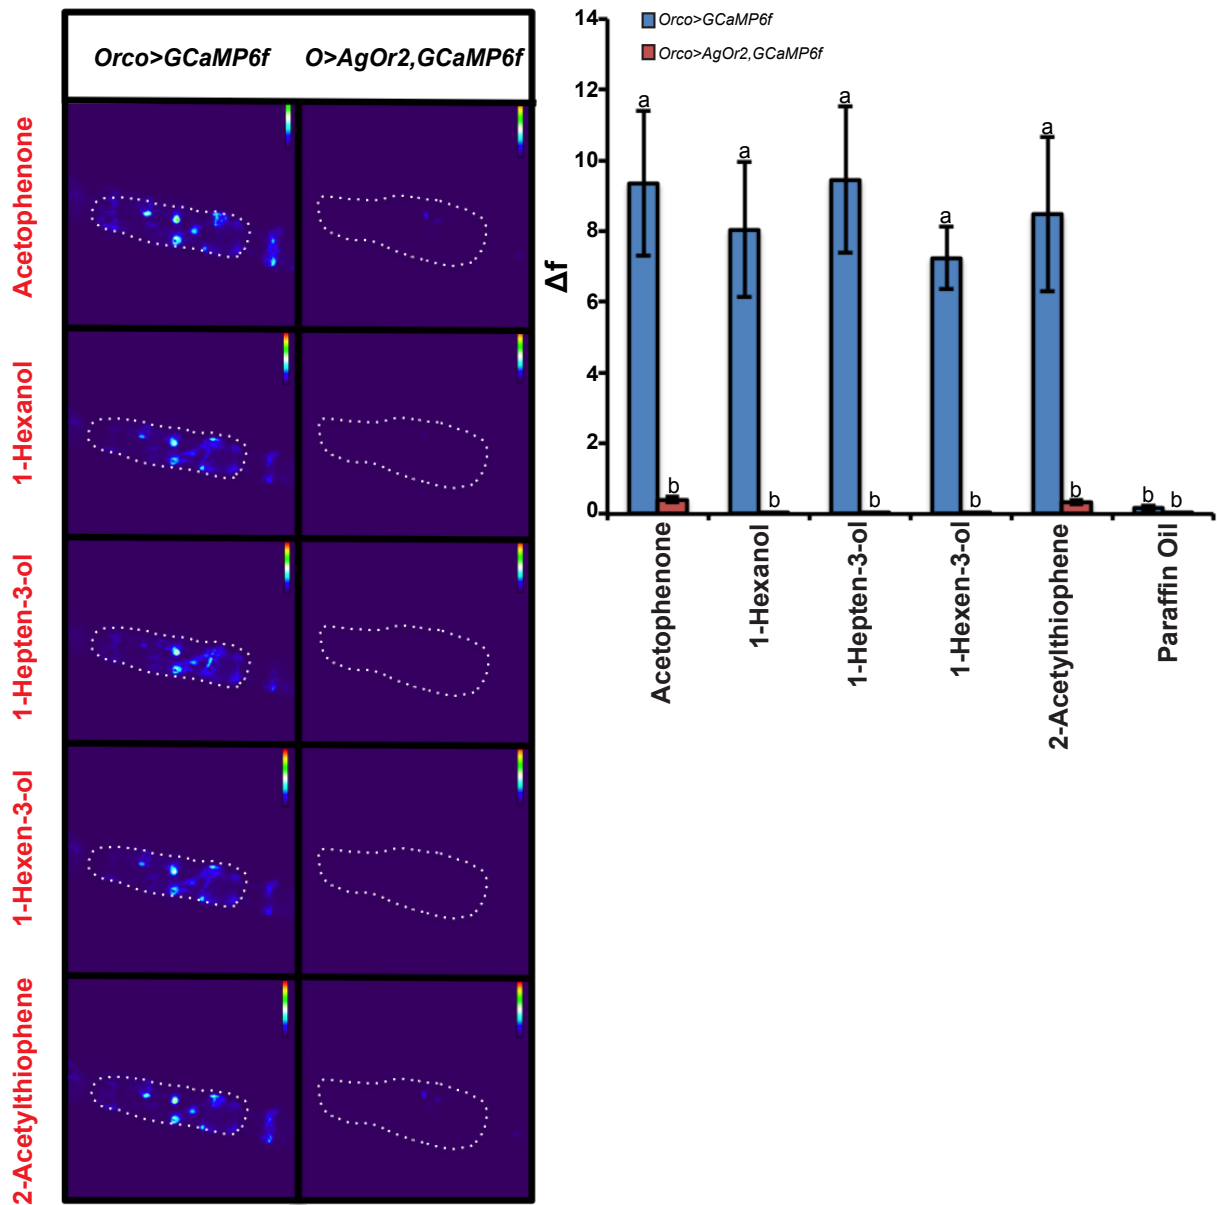 Orco>GCaMP6f
O>AgOr2,GCaMP6f
Acetophenone
1-Hexanol
1-Hepten-3-ol
1-Hexen-3-ol
2-Acetylthiophene
Orco>GCaMP6f
Orco>AgOr2,GCaMP6f
Δf
14
12
10
8
6
4
2
0
a
b
a
b
a
b
a
b
a
b
b
b
Acetophenone
1-Hexanol
1-Hepten-3-ol
1-Hexen-3-ol
2-Acetylthiophene
Paraffin Oil